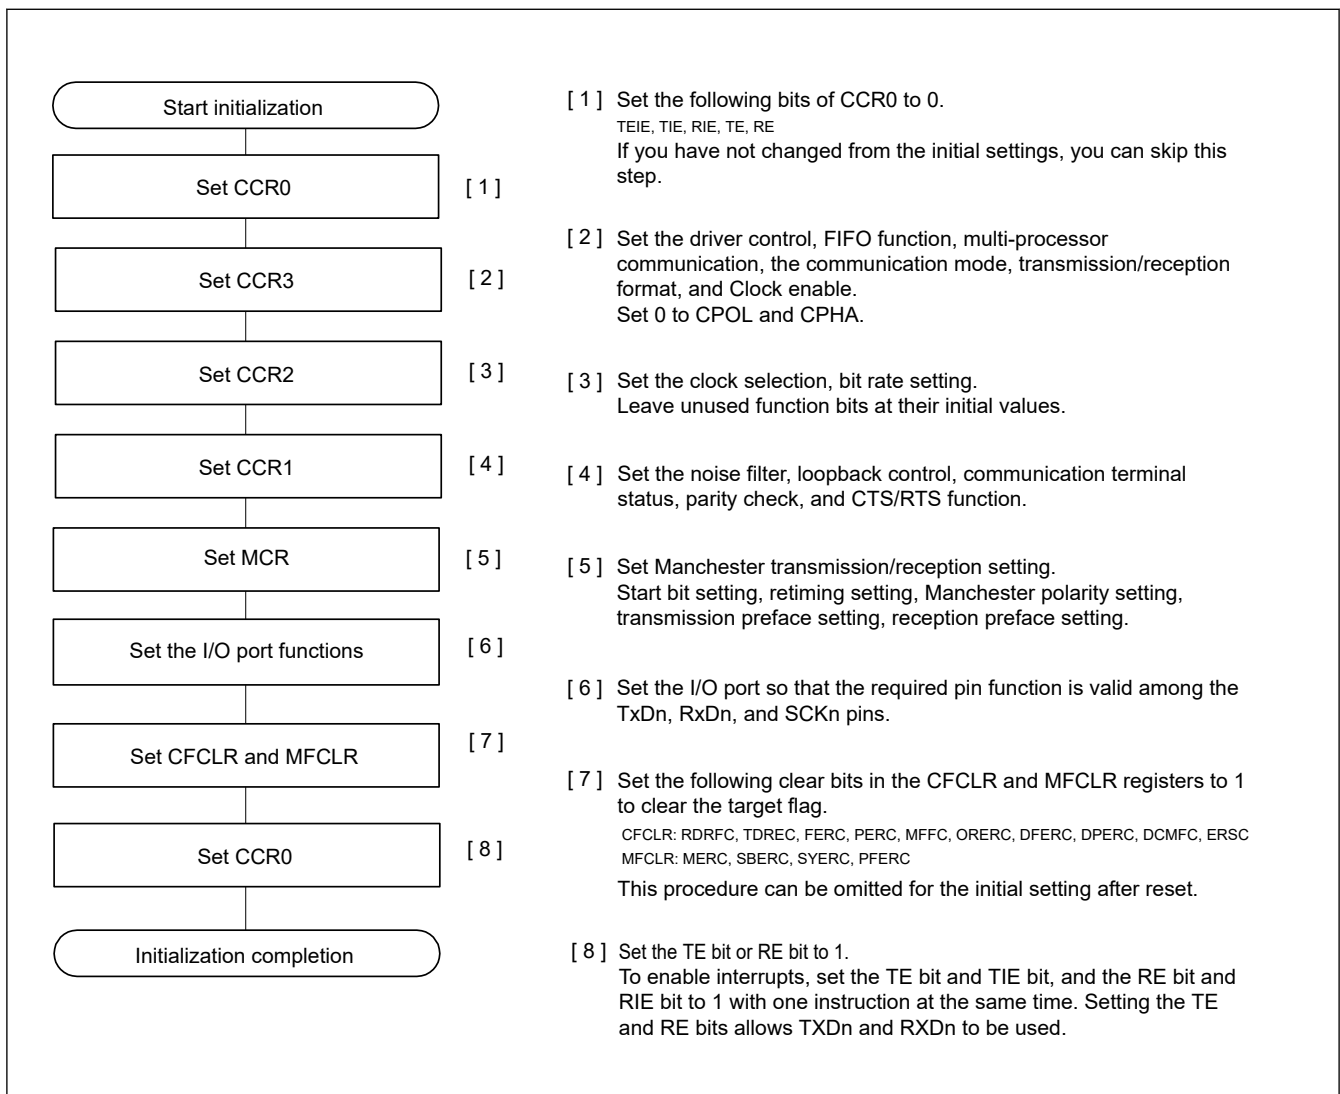 Start initialization
Set CCR0
[ 1 ]
Set CCR3
[ 2 ]
Set CCR2
[ 3 ]
Set CCR1
[ 4 ]
Set MCR
[ 5 ]
Set the I/O port functions
[ 6 ]
Set CFCLR and MFCLR
[ 7 ]
Set CCR0
[ 8 ]
Initialization completion
[ 1 ] Set the following bits of CCR0 to 0.
TEIE, TIE, RIE, TE, RE
If you have not changed from the initial settings, you can skip this
step.
[ 2 ] Set the driver control, FIFO function, multi-processor
communication, the communication mode, transmission/reception
format, and Clock enable.
Set 0 to CPOL and CPHA.
[ 3 ] Set the clock selection, bit rate setting.
Leave unused function bits at their initial values.
[ 4 ] Set the noise filter, loopback control, communication terminal
status, parity check, and CTS/RTS function.
[ 5 ] Set Manchester transmission/reception setting.
Start bit setting, retiming setting, Manchester polarity setting,
transmission preface setting, reception preface setting.
[ 6 ] Set the I/O port so that the required pin function is valid among the
TxDn, RxDn, and SCKn pins.
[ 7 ] Set the following clear bits in the CFCLR and MFCLR registers to 1
to clear the target flag.
CFCLR: RDRFC, TDREC, FERC, PERC, MFFC, ORERC, DFERC, DPERC, DCMFC, ERSC
MFCLR: MERC, SBERC, SYERC, PFERC
This procedure can be omitted for the initial setting after reset.
[ 8 ] Set the TE bit or RE bit to 1.
To enable interrupts, set the TE bit and TIE bit, and the RE bit and
RIE bit to 1 with one instruction at the same time. Setting the TE
and RE bits allows TXDn and RXDn to be used.